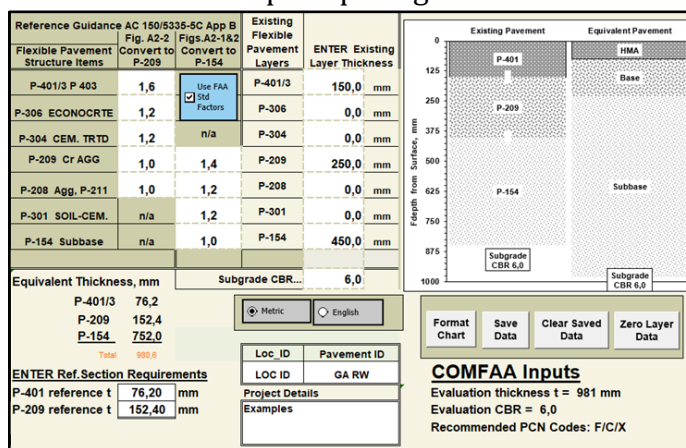 Reference Guidance AC 150/5335-5C App B
Fig. A2-2 Convert to P-209
Figs.A2-1&2 Convert to P-154
Flexible Pavement Structure Items
Existing Flexible Pavement Layers
ENTER Existing Layer Thickness
P-401/3 P 403 1,6 P-401/3 150,0 mm
Use FAA Std Factors
P-306 ECONOCRTE 1,2 P-306 0,0 mm
P-304 CEM. TRTD 1,2 n/a P-304 0,0 mm
P-209 Cr AGG 1,0 1,4 P-209 250,0 mm
P-208 Agg, P-211 1,0 1,2 P-208 0,0 mm
P-301 SOIL-CEM. n/a 1,2 P-301 0,0 mm
P-154 Subbase n/a 1,0 P-154 450,0 mm
Equivalent Thickness, mm Subgrade CBR... 6,0
P-401/3 76,2
P-209 152,4
P-154 752,0
Total 980,6
Metric English
ENTER Ref.Section Requirements
P-401 reference t 76,20 mm
P-209 reference t 152,40 mm
Loc_ID Pavement ID
LOC ID GA RW
Project Details
Examples
Existing Pavement Equivalent Pavement
Fdepth from Surface, mm
0
125
250
375
500
625
750
875
1000
P-401
P-209
P-154
Subgrade CBR 6,0
HMA
Base
Subbase
Subgrade CBR 6,0
Format Chart
Save Data
Clear Saved Data
Zero Layer Data
COMFAA Inputs
Evaluation thickness t = 981 mm
Evaluation CBR = 6,0
Recommended PCN Codes: F/C/X